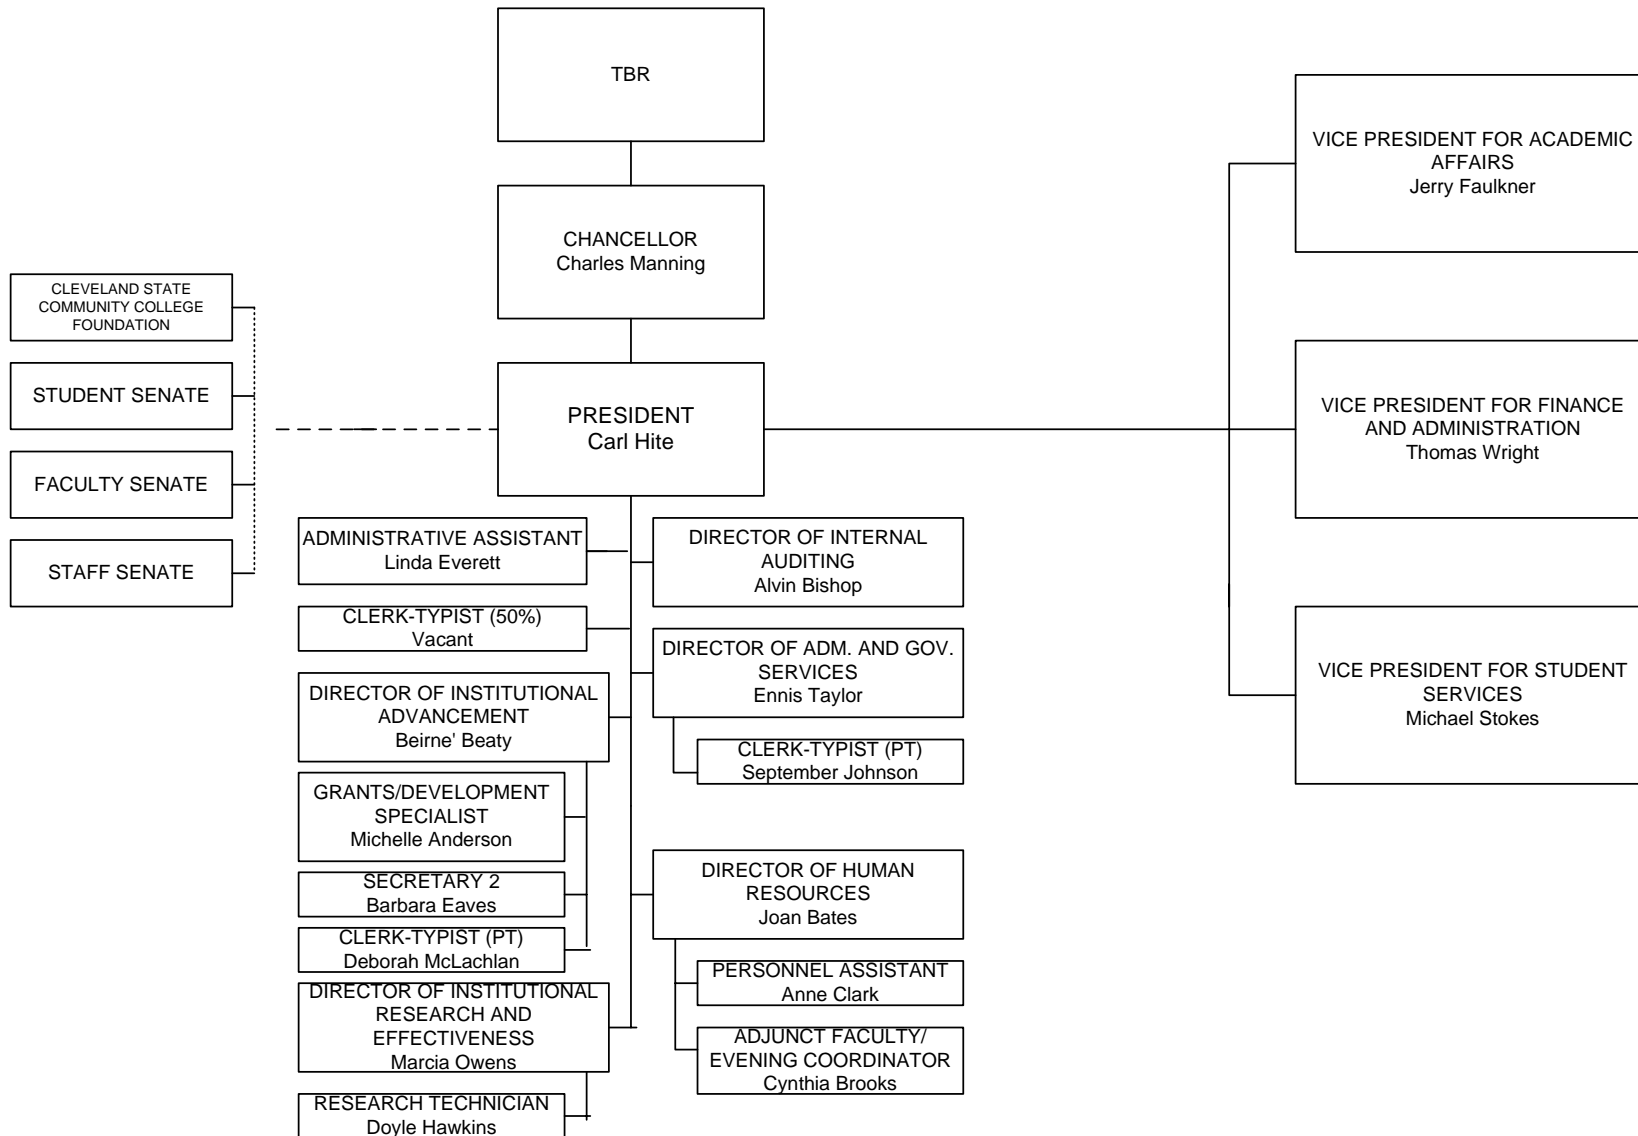 TBR
CHANCELLOR
Charles Manning
PRESIDENT
Carl Hite
CLEVELAND STATE
COMMUNITY COLLEGE
FOUNDATION
STUDENT SENATE
FACULTY SENATE
STAFF SENATE
ADMINISTRATIVE ASSISTANT
Linda Everett
CLERK-TYPIST (50%)
Vacant
DIRECTOR OF INSTITUTIONAL
ADVANCEMENT
Beirne' Beaty
GRANTS/DEVELOPMENT
SPECIALIST
Michelle Anderson
SECRETARY 2
Barbara Eaves
CLERK-TYPIST (PT)
Deborah McLachlan
DIRECTOR OF INSTITUTIONAL
RESEARCH AND
EFFECTIVENESS
Marcia Owens
RESEARCH TECHNICIAN
Doyle Hawkins
DIRECTOR OF INTERNAL
AUDITING
Alvin Bishop
DIRECTOR OF ADM. AND GOV.
SERVICES
Ennis Taylor
CLERK-TYPIST (PT)
September Johnson
DIRECTOR OF HUMAN
RESOURCES
Joan Bates
PERSONNEL ASSISTANT
Anne Clark
ADJUNCT FACULTY/
EVENING COORDINATOR
Cynthia Brooks
VICE PRESIDENT FOR ACADEMIC
AFFAIRS
Jerry Faulkner
VICE PRESIDENT FOR FINANCE
AND ADMINISTRATION
Thomas Wright
VICE PRESIDENT FOR STUDENT
SERVICES
Michael Stokes